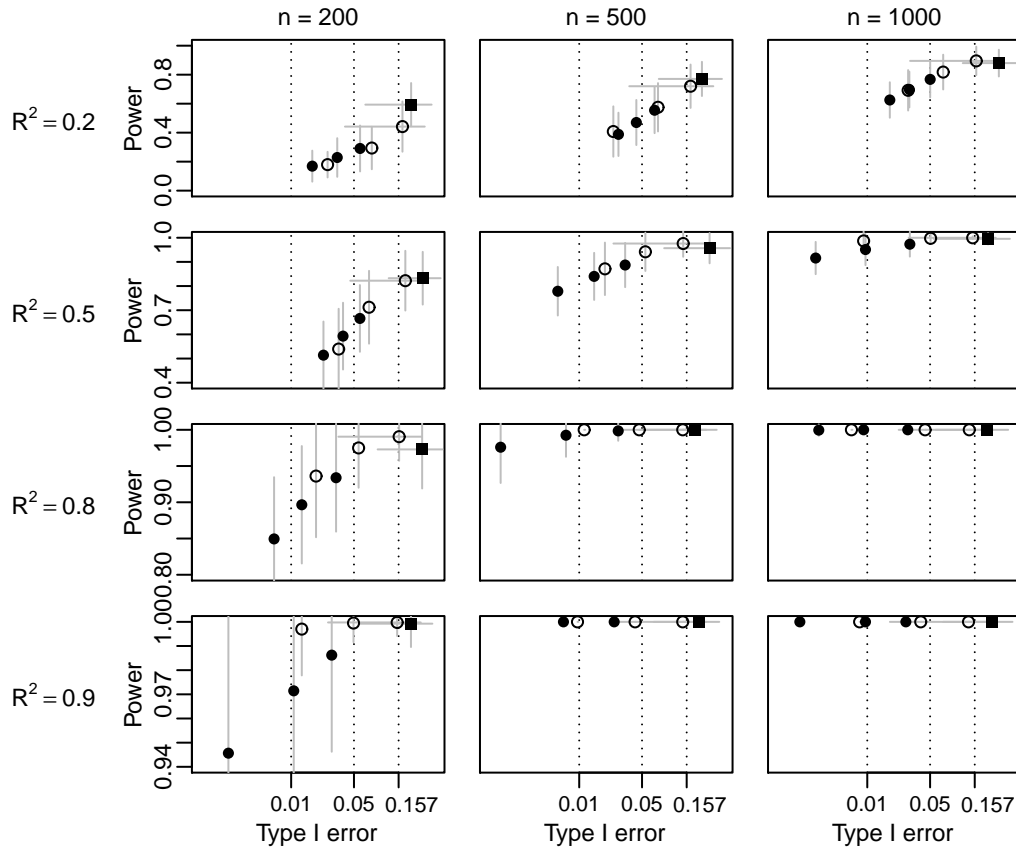 n = 200
n = 500
n = 1000
R² = 0.2
Power
0.0
0.4
0.8
R² = 0.5
Power
0.4
0.7
1.0
R² = 0.8
Power
0.80
0.90
1.00
R² = 0.9
Power
0.94
0.97
1.000
0.01
0.05
0.157
0.01
0.05
0.157
0.01
0.05
0.157
Type I error
Type I error
Type I error